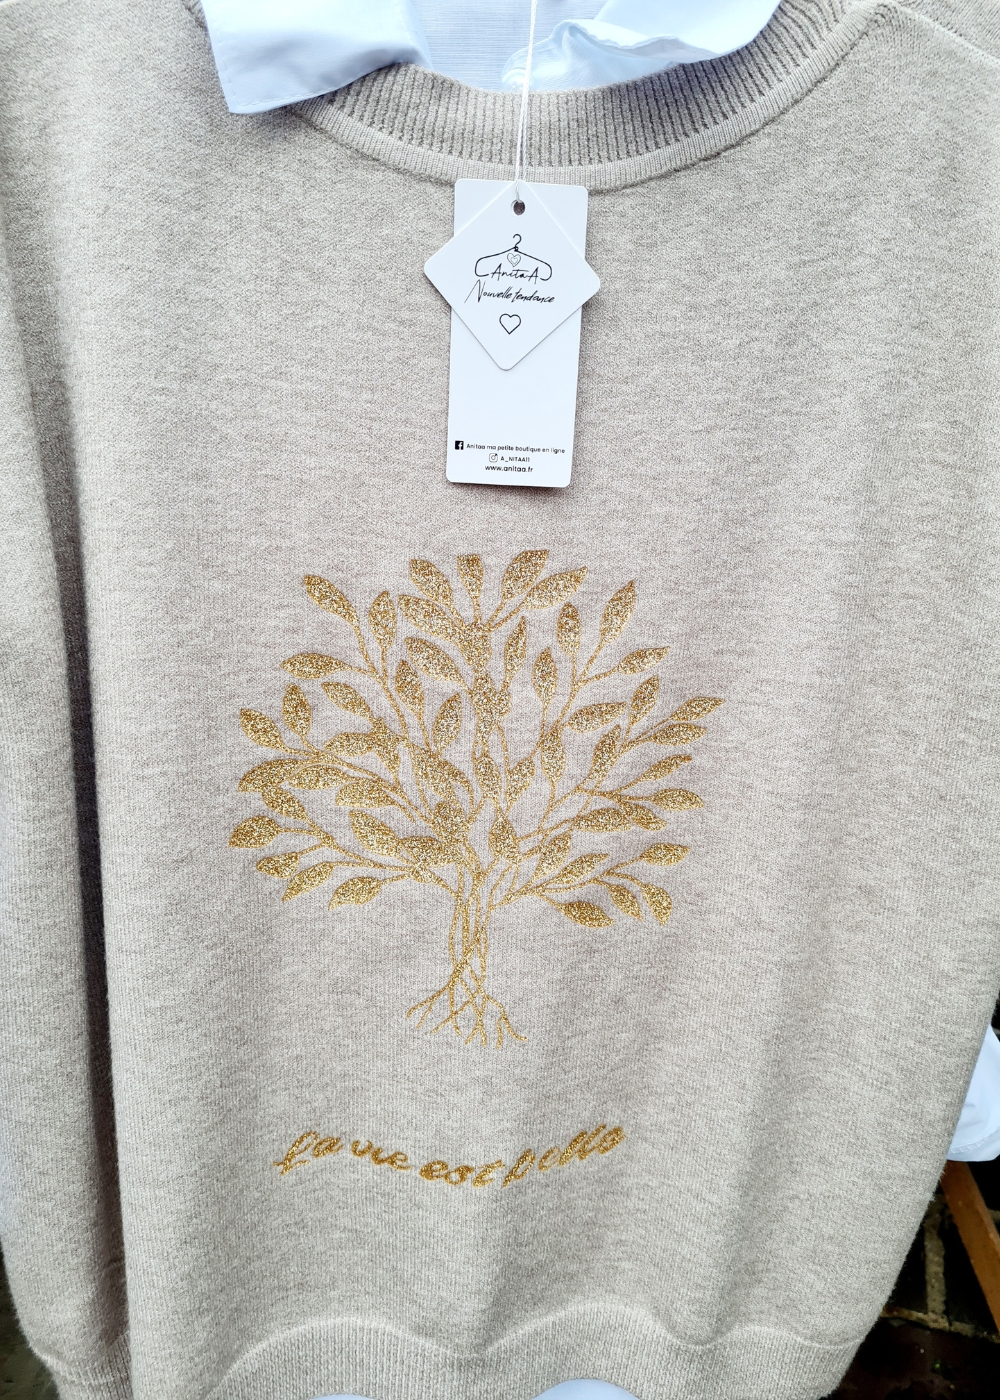 AnitaA
Nouvelle tendance
Anitaa ma petite boutique en ligne
A_NITAA11
www.anitaa.fr
la vie est belle